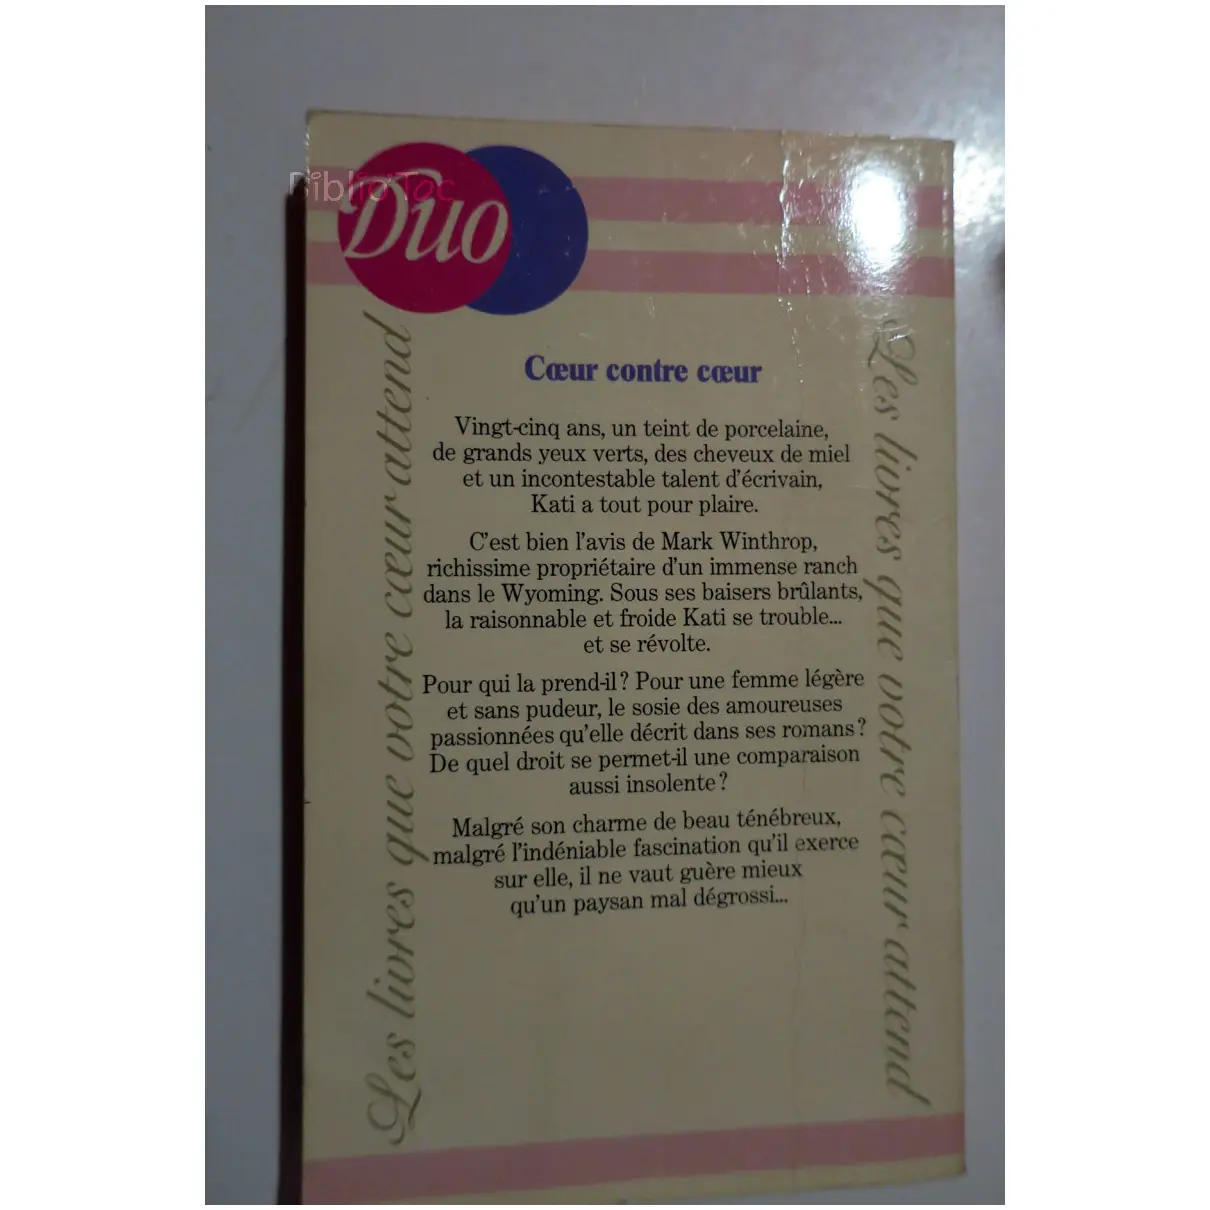 Biblio'Toc
Duo
Les livres que votre cœur attend
Les livres que votre cœur attend
Cœur contre cœur
Vingt-cinq ans, un teint de porcelaine,
de grands yeux verts, des cheveux de miel
et un incontestable talent d'écrivain,
Kati a tout pour plaire.
C'est bien l'avis de Mark Winthrop,
richissime propriétaire d'un immense ranch
dans le Wyoming. Sous ses baisers brûlants,
la raisonnable et froide Kati se trouble...
et se révolte.
Pour qui la prend-il? Pour une femme légère
et sans pudeur, le sosie des amoureuses
passionnées qu'elle décrit dans ses romans?
De quel droit se permet-il une comparaison
aussi insolente?
Malgré son charme de beau ténébreux,
malgré l'indéniable fascination qu'il exerce
sur elle, il ne vaut guère mieux
qu'un paysan mal dégrossi...